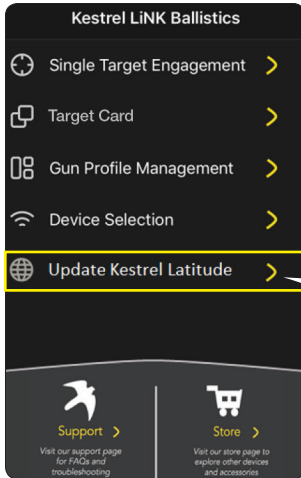 Kestrel LiNK Ballistics
Single Target Engagement
Target Card
Gun Profile Management
Device Selection
Update Kestrel Latitude
Support
Store
Visit our support page
for FAQs and
troubleshooting
Visit our store page to
explore other devices
and accessories